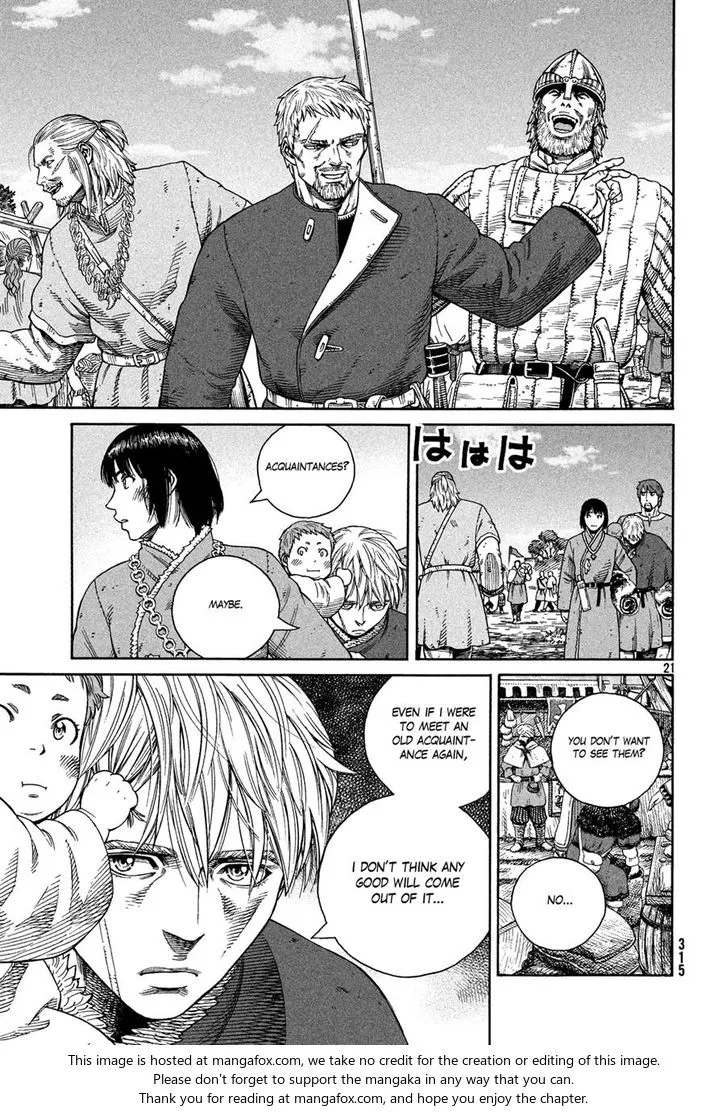 ははは
ACQUAINTANCES?
MAYBE.
21
YOU DON'T WANT
TO SEE THEM?
NO...
EVEN IF I WERE
TO MEET AN
OLD ACQUAINT-
ANCE AGAIN,
I DON'T THINK ANY
GOOD WILL COME
OUT OF IT...
315
This image is hosted at mangafox.com, we take no credit for the creation or editing of this image.
Please don't forget to support the mangaka in any way that you can.
Thank you for reading at mangafox.com, and hope you enjoy the chapter.